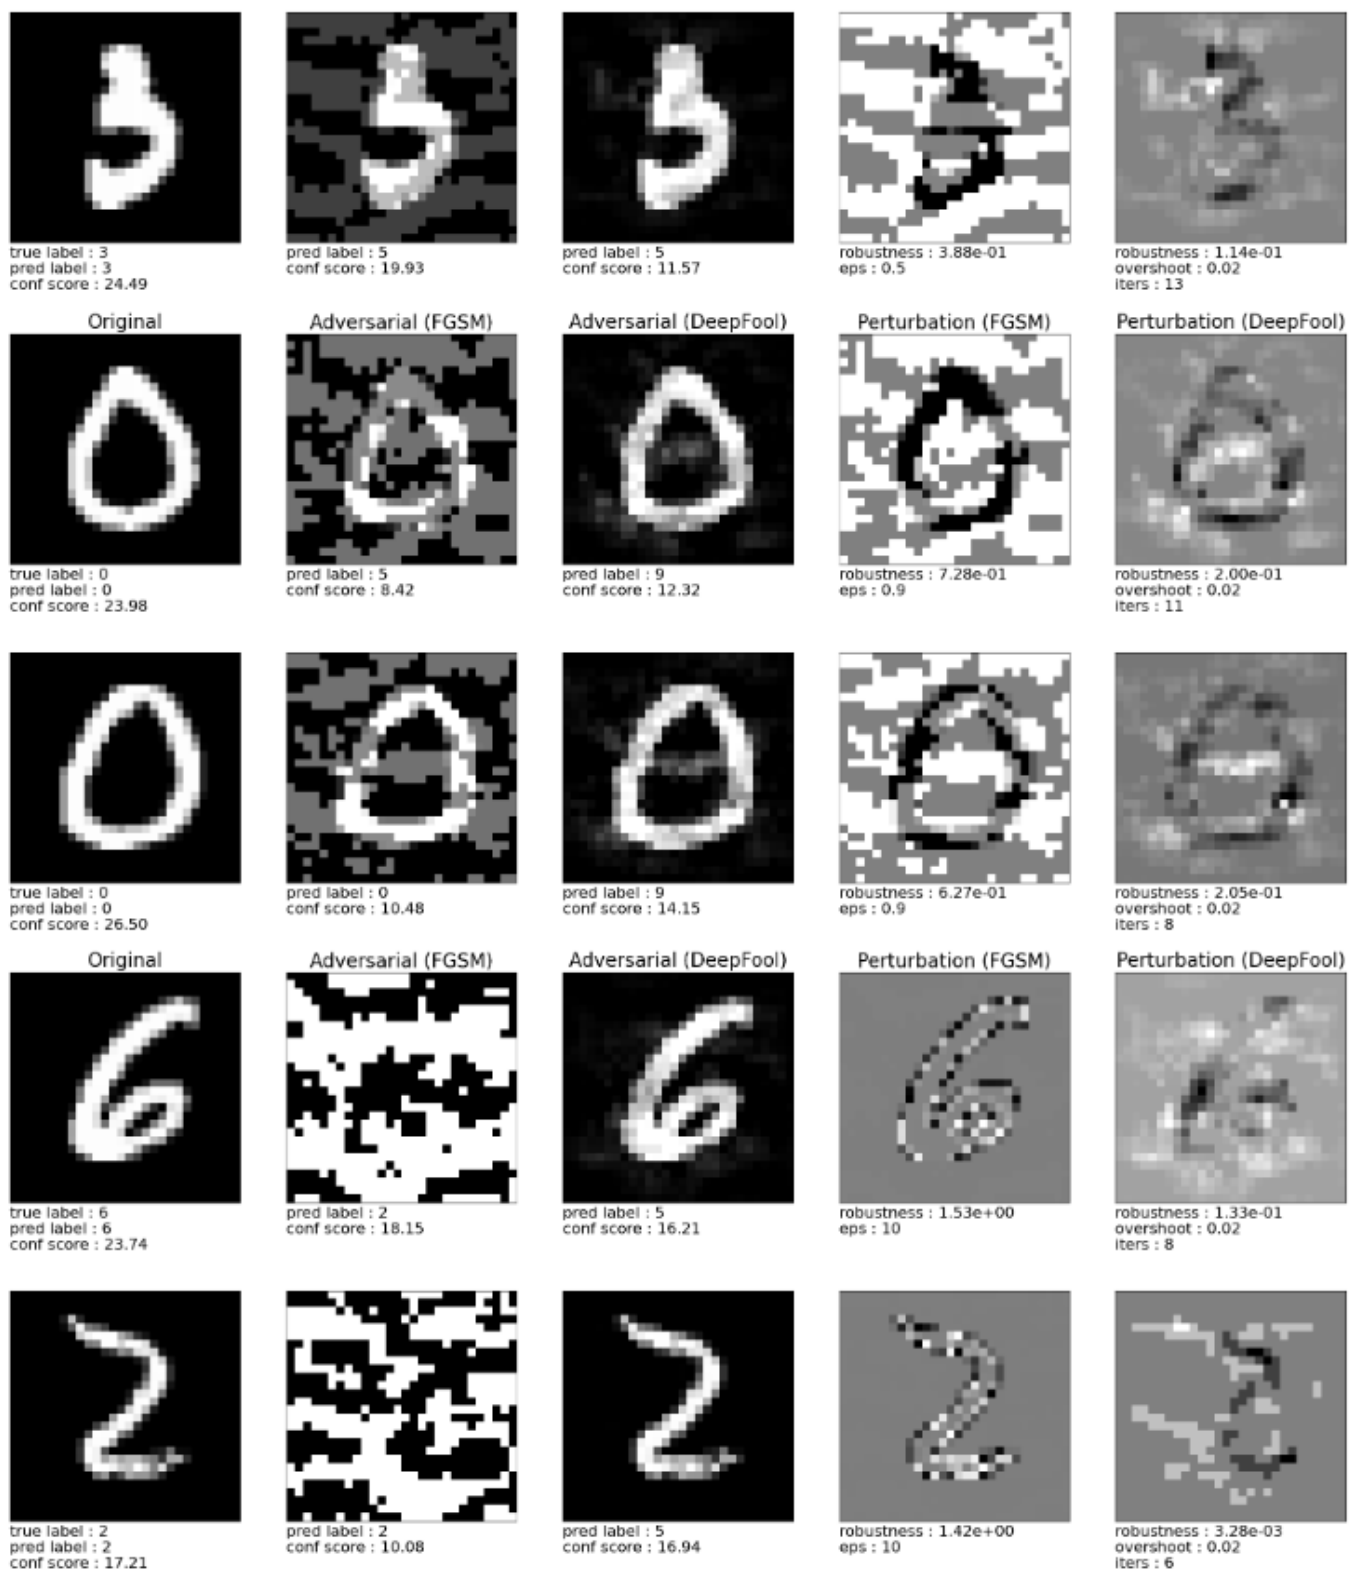 true label : 3
pred label : 3
conf score : 24.49
pred label : 5
conf score : 19.93
pred label : 5
conf score : 11.57
robustness : 3.88e-01
eps : 0.5
robustness : 1.14e-01
overshoot : 0.02
iters : 13
Original
Adversarial (FGSM)
Adversarial (DeepFool)
Perturbation (FGSM)
Perturbation (DeepFool)
true label : 0
pred label : 0
conf score : 23.98
pred label : 5
conf score : 8.42
pred label : 9
conf score : 12.32
robustness : 7.28e-01
eps : 0.9
robustness : 2.00e-01
overshoot : 0.02
iters : 11
true label : 0
pred label : 0
conf score : 26.50
pred label : 0
conf score : 10.48
pred label : 9
conf score : 14.15
robustness : 6.27e-01
eps : 0.9
robustness : 2.05e-01
overshoot : 0.02
iters : 8
Original
Adversarial (FGSM)
Adversarial (DeepFool)
Perturbation (FGSM)
Perturbation (DeepFool)
6
6
true label : 6
pred label : 6
conf score : 23.74
pred label : 2
conf score : 18.15
pred label : 5
conf score : 16.21
robustness : 1.53e+00
eps : 10
robustness : 1.33e-01
overshoot : 0.02
iters : 8
2
2
true label : 2
pred label : 2
conf score : 17.21
pred label : 2
conf score : 10.08
pred label : 5
conf score : 16.94
robustness : 1.42e+00
eps : 10
robustness : 3.28e-03
overshoot : 0.02
iters : 6